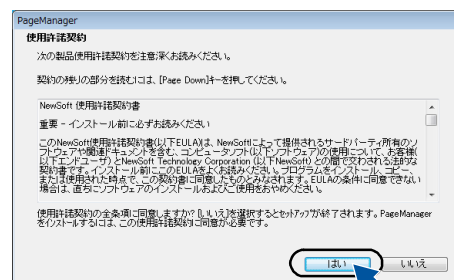 PageManager
使用許諾契約
次の製品使用許諾契約を注意深くお読みください。
契約の残りの部分を読むには、[Page Down]キーを押してください。
NewSoft 使用許諾契約書
重要 - インストール前に必ずお読みください
このNewSoft使用許諾契約書(以下EULA)は、NewSoftによって提供されるサードパーティ所有のソ
フトウェアや関連ドキュメントを含む、コンピュータソフト(以下ソフトウェア)の使用について、お客様(
以下エンドユーザ)とNewSoft Technology Corporation (以下NewSoft) との間で交わされる法的な
契約書です。インストール前にこのEULAをよくお読みください。プログラムをインストール、コピー、
または使用された時点で、この契約書に同意したものとみなされます。EULAの条件に同意できない
場合は、直ちにソフトウェアのインストールおよびご使用をおやめください。
使用許諾契約の全条項に同意しますか? [いいえ]を選択するとセットアップが終了されます。PageManager
をインストールするには、この使用許諾契約に同意が必要です。
はい
いいえ